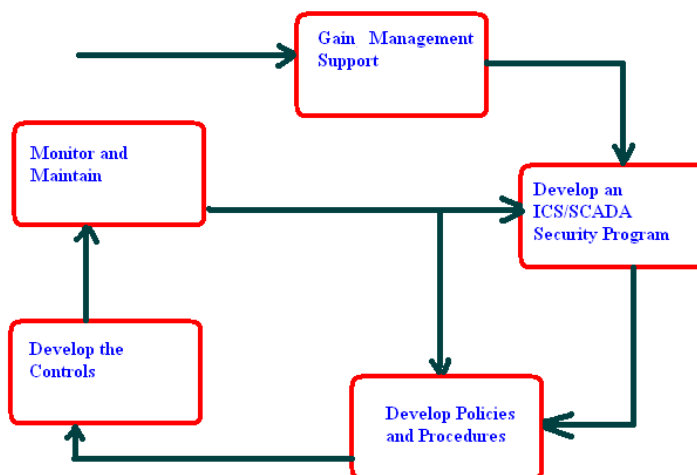 Gain Management
Support
Monitor and
Maintain
Develop an
ICS/SCADA
Security Program
Develop the
Controls
Develop Policies
and Procedures